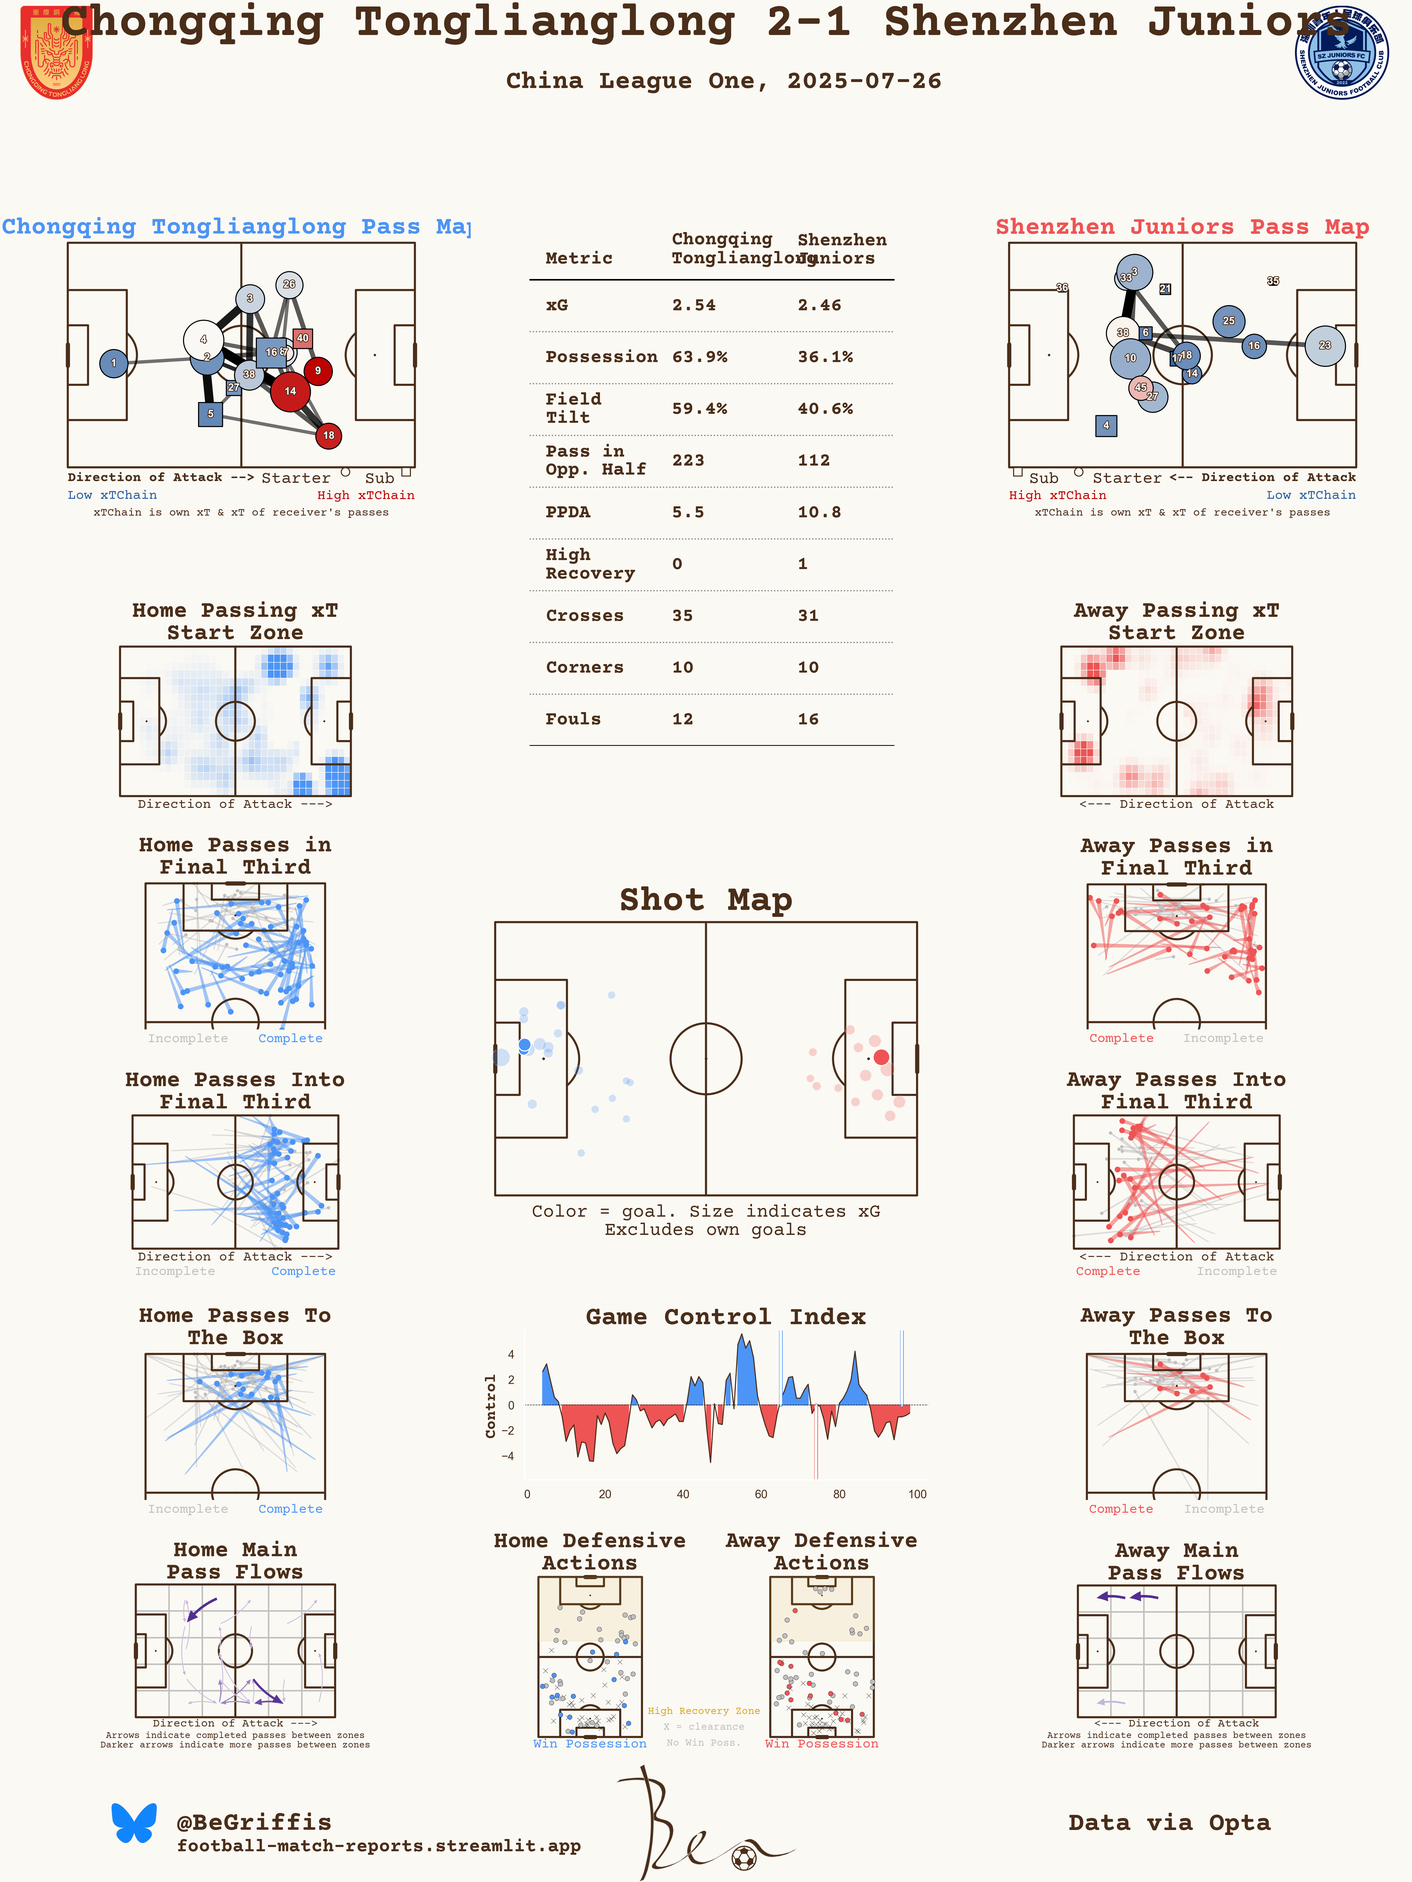 Chongqing Tonglianglong 2-1 Shenzhen Juniors
China League One, 2025-07-26
CHONGQING TONGLIANGLONG
SZ JUNIORS FC
SHENZHEN JUNIORS FOOTBALL CLUB
Chongqing Tonglianglong Pass Map
1
2
3
4
5
9
14
16
18
26
27
38
40
Direction of Attack --> Starter Sub
Low xTChain High xTChain
xTChain is own xT & xT of receiver's passes
Metric Chongqing Tonglianglong Shenzhen Juniors
xG 2.54 2.46
Possession 63.9% 36.1%
Field Tilt 59.4% 40.6%
Pass in Opp. Half 223 112
PPDA 5.5 10.8
High Recovery 0 1
Crosses 35 31
Corners 10 10
Fouls 12 16
Shenzhen Juniors Pass Map
36
33
3
21
35
38
6
25
16
23
10
17
18
14
45
27
4
Sub Starter <-- Direction of Attack
High xTChain Low xTChain
xTChain is own xT & xT of receiver's passes
Home Passing xT
Start Zone
Direction of Attack --->
Away Passing xT
Start Zone
<--- Direction of Attack
Home Passes in
Final Third
Incomplete Complete
Away Passes in
Final Third
Complete Incomplete
Shot Map
Color = goal. Size indicates xG
Excludes own goals
Home Passes Into
Final Third
Direction of Attack --->
Incomplete Complete
Away Passes Into
Final Third
<--- Direction of Attack
Complete Incomplete
Home Passes To
The Box
Incomplete Complete
Game Control Index
Control
4
2
0
−2
−4
0 20 40 60 80 100
Away Passes To
The Box
Complete Incomplete
Home Main
Pass Flows
Direction of Attack --->
Arrows indicate completed passes between zones
Darker arrows indicate more passes between zones
Home Defensive
Actions
Win Possession
Away Defensive
Actions
Win Possession
High Recovery Zone
X = clearance
No Win Poss.
Away Main
Pass Flows
<--- Direction of Attack
Arrows indicate completed passes between zones
Darker arrows indicate more passes between zones
@BeGriffis
football-match-reports.streamlit.app
Ben
Data via Opta